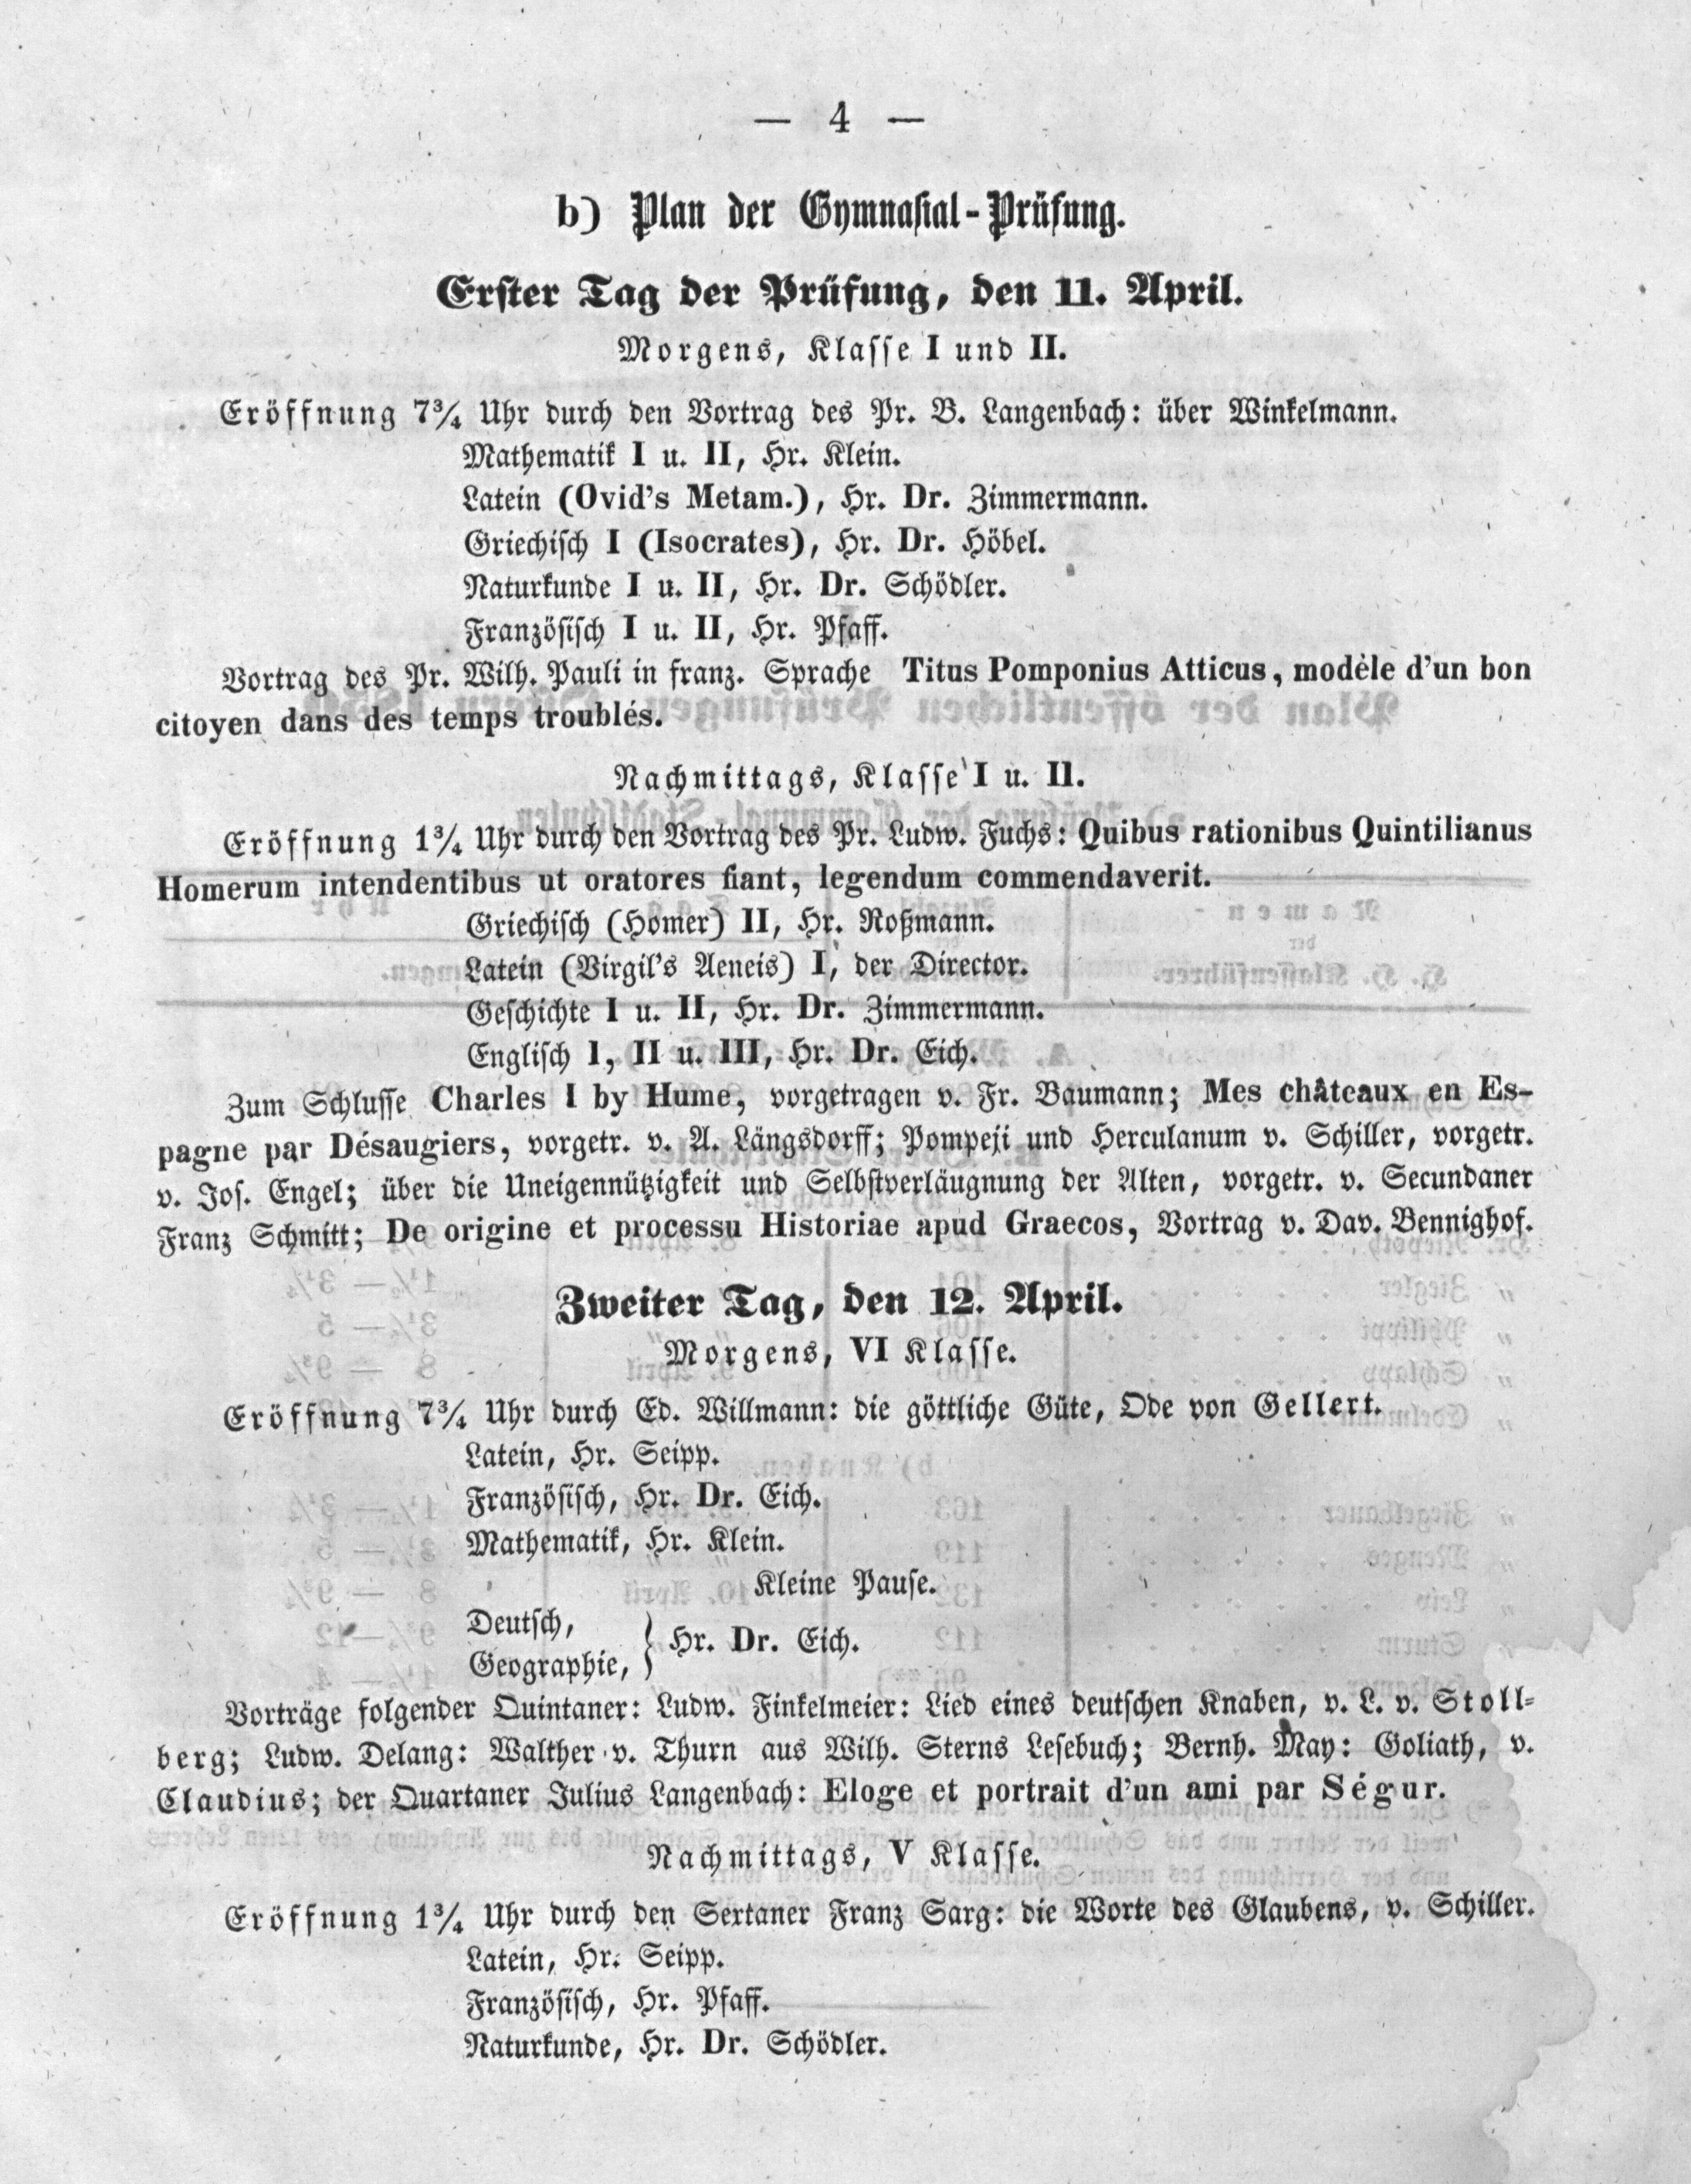 — 4 —
b) Plan der Gymnasial-Prüfung.
Erster Tag der Prüfung, den 11. April.
Morgens, Klasse I und II.
Eröffnung 7¾ Uhr durch den Vortrag des Pr. B. Langenbach: über Winkelmann.
Mathematik I u. II, Hr. Klein.
Latein (Ovid's Metam.), Hr. Dr. Zimmermann.
Griechisch I (Isocrates), Hr. Dr. Höbel.
Naturkunde I u. II, Hr. Dr. Schödler.
Französisch I u. II, Hr. Pfaff.
Vortrag des Pr. Wilh. Pauli in franz. Sprache Titus Pomponius Atticus, modèle d'un bon
citoyen dans des temps troublés.
Nachmittags, Klasse I u. II.
Eröffnung 1¾ Uhr durch den Vortrag des Pr. Ludw. Fuchs: Quibus rationibus Quintilianus
Homerum intendentibus ut oratores fiant, legendum commendaverit.
Griechisch (Homer) II, Hr. Roßmann.
Latein (Virgil's Aeneis) I, der Director.
Geschichte I u. II, Hr. Dr. Zimmermann.
Englisch I, II u. III, Hr. Dr. Eich.
Zum Schlusse Charles I by Hume, vorgetragen v. Fr. Baumann; Mes châteaux en Es-
pagne par Désaugiers, vorgetr. v. A. Längsdorff; Pompeji und Herculanum v. Schiller, vorgetr.
v. Jos. Engel; über die Uneigennützigkeit und Selbstverläugnung der Alten, vorgetr. v. Secundaner
Franz Schmitt; De origine et processu Historiae apud Graecos, Vortrag v. Dav. Bennighof.
Zweiter Tag, den 12. April.
Morgens, VI Klasse.
Eröffnung 7¾ Uhr durch Ed. Willmann: die göttliche Güte, Ode von Gellert.
Latein, Hr. Seipp.
Französisch, Hr. Dr. Eich.
Mathematik, Hr. Klein.
Kleine Pause.
Deutsch,
Geographie, } Hr. Dr. Eich.
Vorträge folgender Quintaner: Ludw. Finkelmeier: Lied eines deutschen Knaben, v. L. v. Stoll-
berg; Ludw. Delang: Walther v. Thurn aus Wilh. Sterns Lesebuch; Bernh. May: Goliath, v.
Claudius; der Quartaner Julius Langenbach: Eloge et portrait d'un ami par Ségur.
Nachmittags, V Klasse.
Eröffnung 1¾ Uhr durch den Sextaner Franz Sarg: die Worte des Glaubens, v. Schiller.
Latein, Hr. Seipp.
Französisch, Hr. Pfaff.
Naturkunde, Hr. Dr. Schödler.